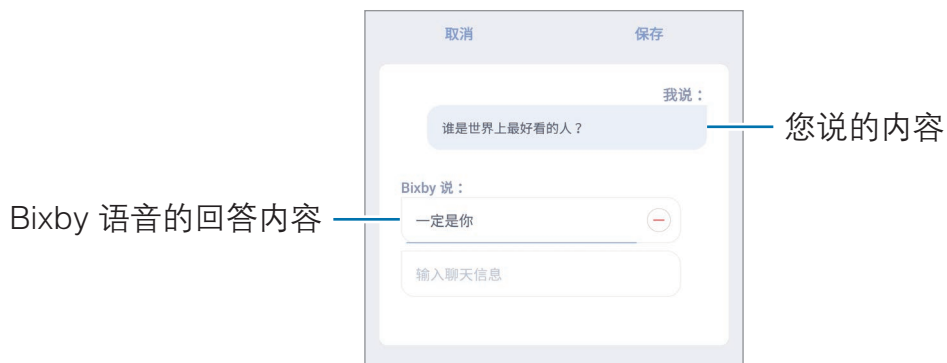 取消
保存
我说：
谁是世界上最好看的人？
您说的内容
Bixby 说：
Bixby 语音的回答内容
一定是你
输入聊天信息